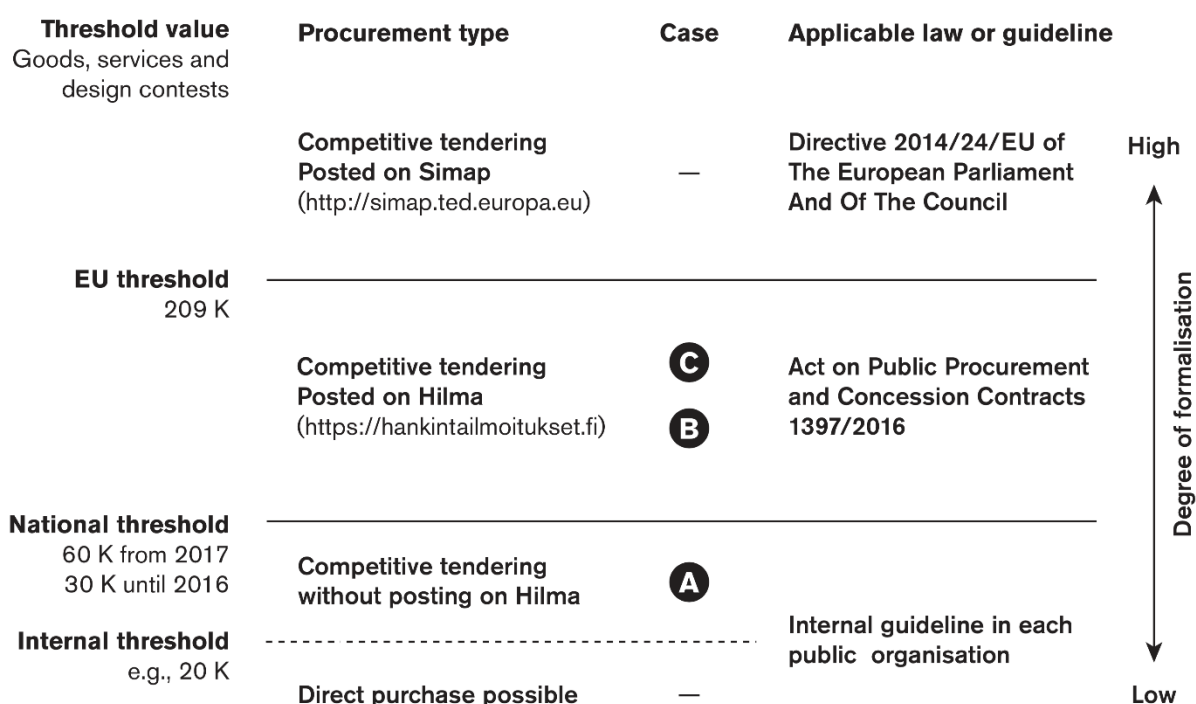 Threshold value
Goods, services and
design contests
Procurement type
Case
Applicable law or guideline
Competitive tendering
Posted on Simap
(http://simap.ted.europa.eu)
—
Directive 2014/24/EU of
The European Parliament
And Of The Council
High
EU threshold
209 K
Competitive tendering
Posted on Hilma
(https://hankintailmoitukset.fi)
C
B
Act on Public Procurement
and Concession Contracts
1397/2016
Degree of formalisation
National threshold
60 K from 2017
30 K until 2016
Competitive tendering
without posting on Hilma
A
Internal threshold
e.g., 20 K
Internal guideline in each
public organisation
Direct purchase possible
—
Low